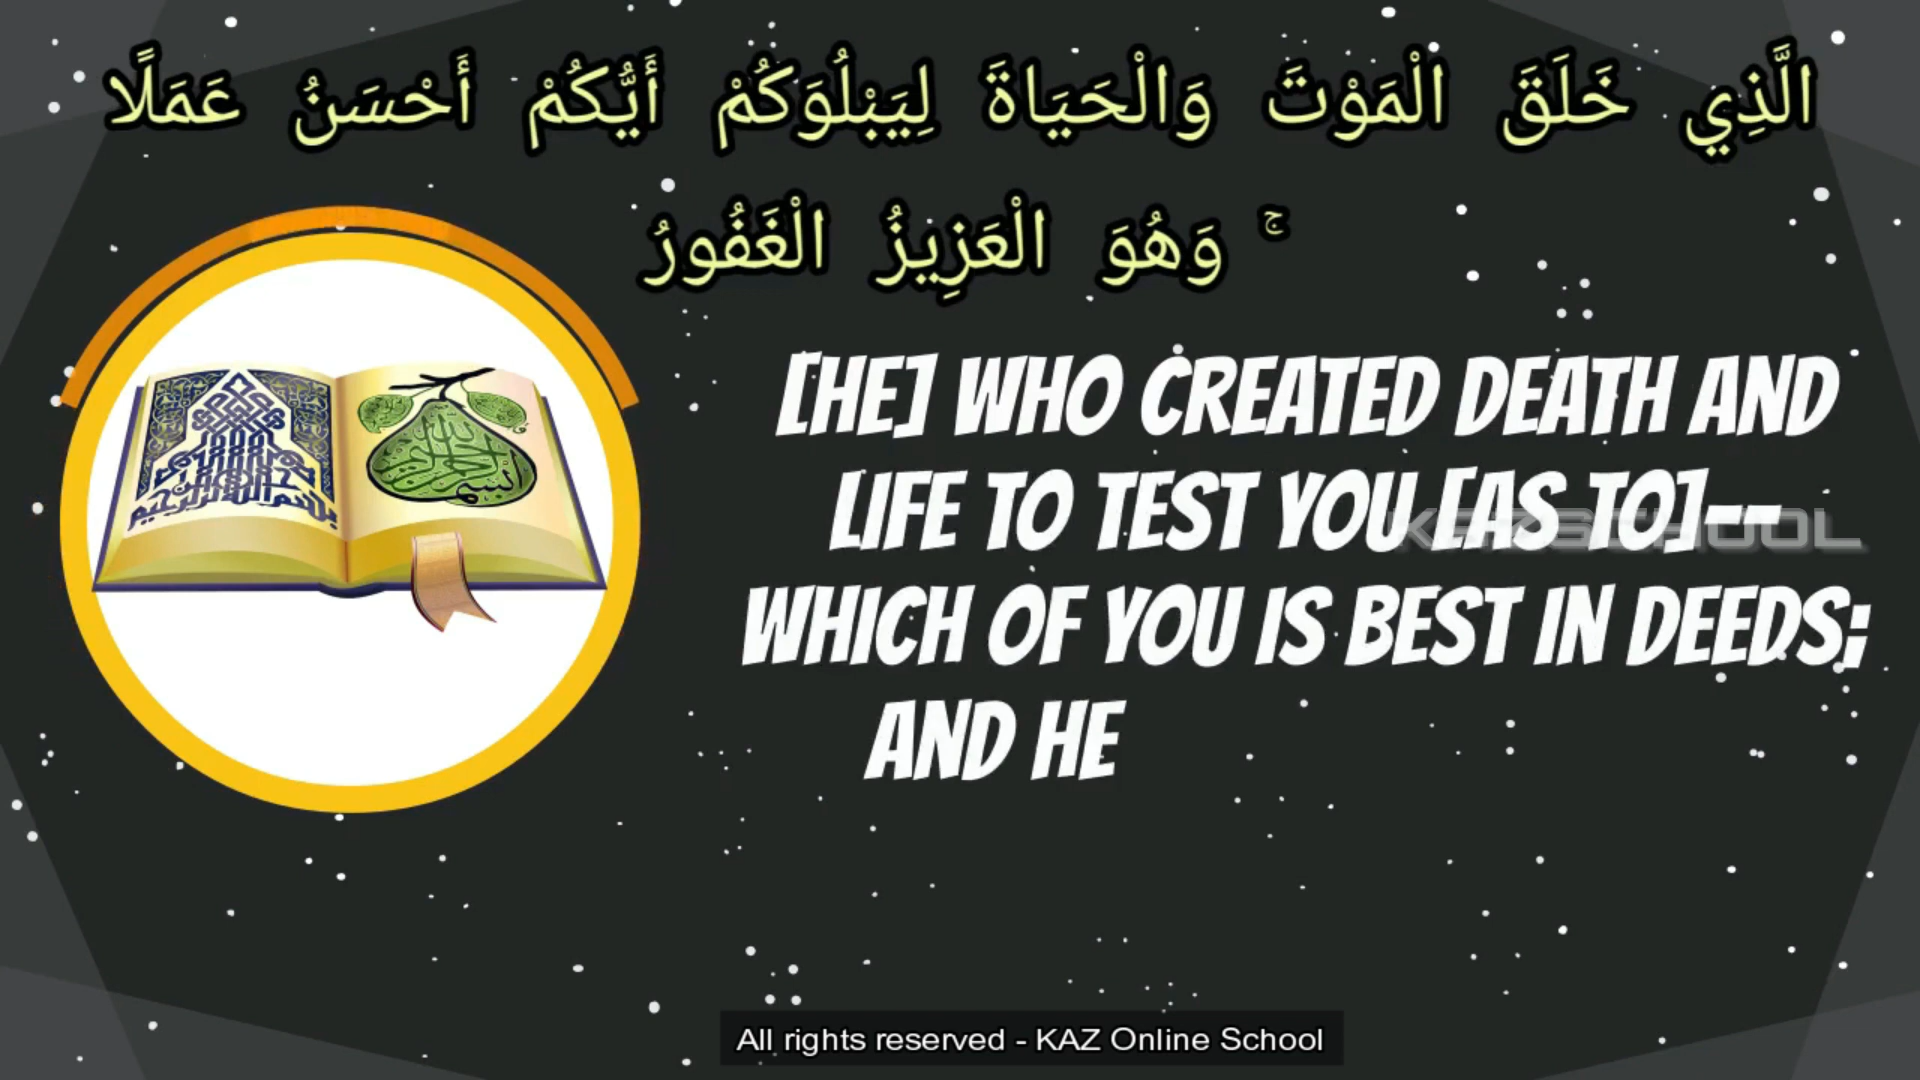 الَّذِي خَلَقَ الْمَوْتَ وَالْحَيَاةَ لِيَبْلُوَكُمْ أَيُّكُمْ أَحْسَنُ عَمَلًا
ۚ وَهُوَ الْعَزِيزُ الْغَفُورُ
[HE] WHO CREATED DEATH AND
LIFE TO TEST YOU [AS TO]--
KAZSCHOOL
WHICH OF YOU IS BEST IN DEEDS;
AND HE
All rights reserved - KAZ Online School